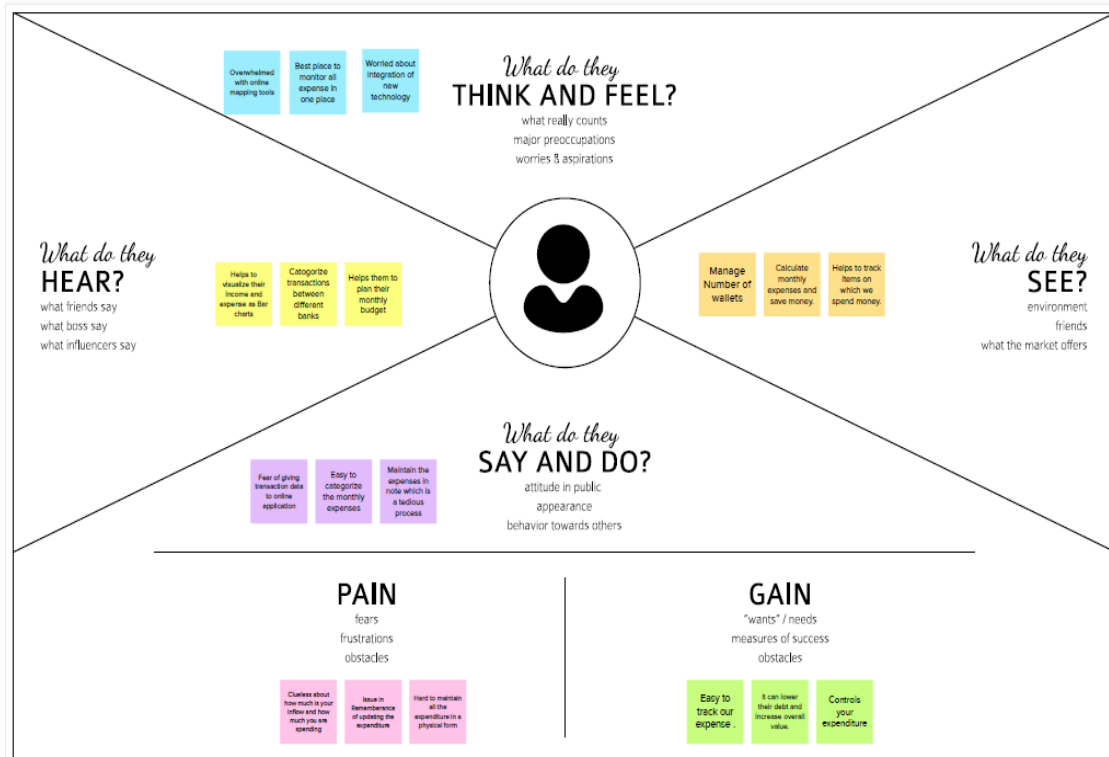 What do they
THINK AND FEEL?
what really counts
major preoccupations
worries & aspirations
Overwhelmed
with online
mapping tools
Best place to
monitor all
expense in
one place
Worried about
integration of
new
technology
What do they
HEAR?
what friends say
what boss say
what influencers say
Helps to
visualize their
Income and
expense as Bar
charts
Catogorize
transactions
between
different
banks
Helps them to
plan their
monthly
budget
Manage
Number of
wallets
Calculate
monthly
expenses and
save money.
Helps to track
items on
which we
spend money.
What do they
SEE?
environment
friends
what the market offers
What do they
SAY AND DO?
attitude in public
appearance
behavior towards others
Fear of giving
transaction data
to online
application
Easy to
categorize
the monthly
expenses
Maintain the
expenses in
note which is
a tedious
process
PAIN
fears
frustrations
obstacles
Clueless about
how much is your
inflow and how
much you are
spending
Issue in
Rememberence
of updating the
expenditure
Hard to maintain
all the
expenditure in a
physical form
GAIN
"wants" / needs
measures of success
obstacles
Easy to
track our
expense .
It can lower
their debt and
increase overall
value.
Controls
your
expenditure